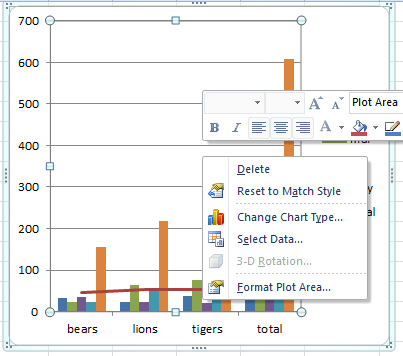 700
600
Plot Area
B I A
500
400
Delete
Reset to Match Style
300
Change Chart Type...
200
Select Data...
3-D Rotation...
100
Format Plot Area...
0
bears lions tigers total